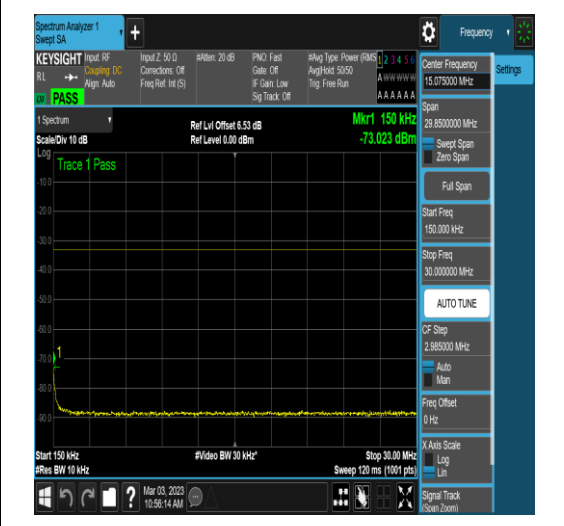 Spectrum Analyzer 1
Swept SA
+
Frequency
KEYSIGHT
RL
Input: RF
Coupling: DC
Align: Auto
Input Z: 50 Ω
Corrections: Off
Freq Ref: Int (S)
#Atten: 20 dB
PNO: Fast
Gate: Off
IF Gain: Low
Sig Track: Off
#Avg Type: Power (RMS
Avg|Hold: 50/50
Trig: Free Run
1 2 3 4 5 6
A W W W W W
A A A A A A
PASS
Settings
Center Frequency
15.075000 MHz
Span
29.8500000 MHz
Swept Span
Zero Span
Full Span
Start Freq
150.000 kHz
Stop Freq
30.000000 MHz
AUTO TUNE
CF Step
2.985000 MHz
Auto
Man
Freq Offset
0 Hz
X Axis Scale
Log
Lin
Signal Track
(Span Zoom)
1 Spectrum
Scale/Div 10 dB
Ref Lvl Offset 6.53 dB
Ref Level 0.00 dBm
Mkr1 150 kHz
-73.023 dBm
Log
Trace 1 Pass
-10.0
-20.0
-30.0
-40.0
-50.0
-60.0
-70.0
-80.0
-90.0
1
Start 150 kHz
#Res BW 10 kHz
#Video BW 30 kHz*
Stop 30.00 MHz
Sweep 120 ms (1001 pts)
?
Mar 03, 2023
10:56:14 AM